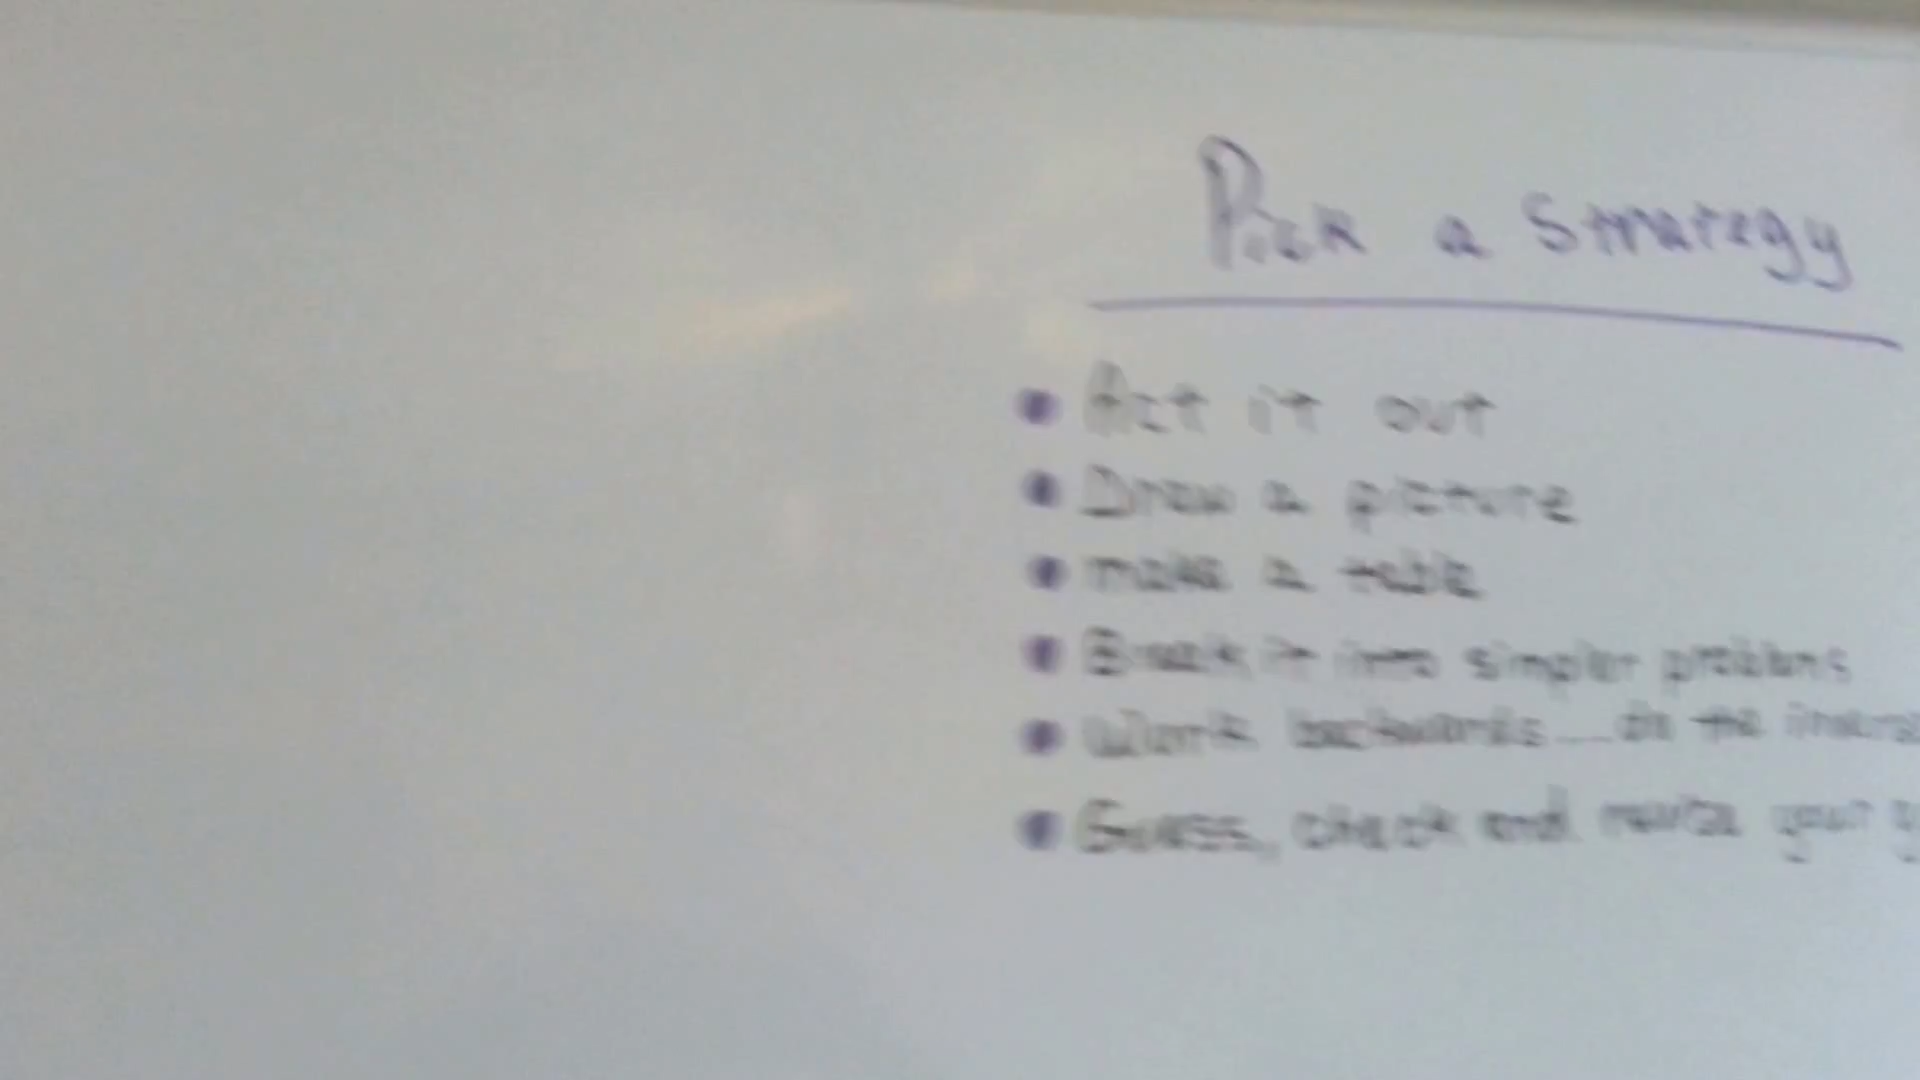 Pick a Strategy
• Act it out
• Draw a picture
• make a table
• Break it into simpler problems
• Work backwards....do the
• Guess, check and revise your